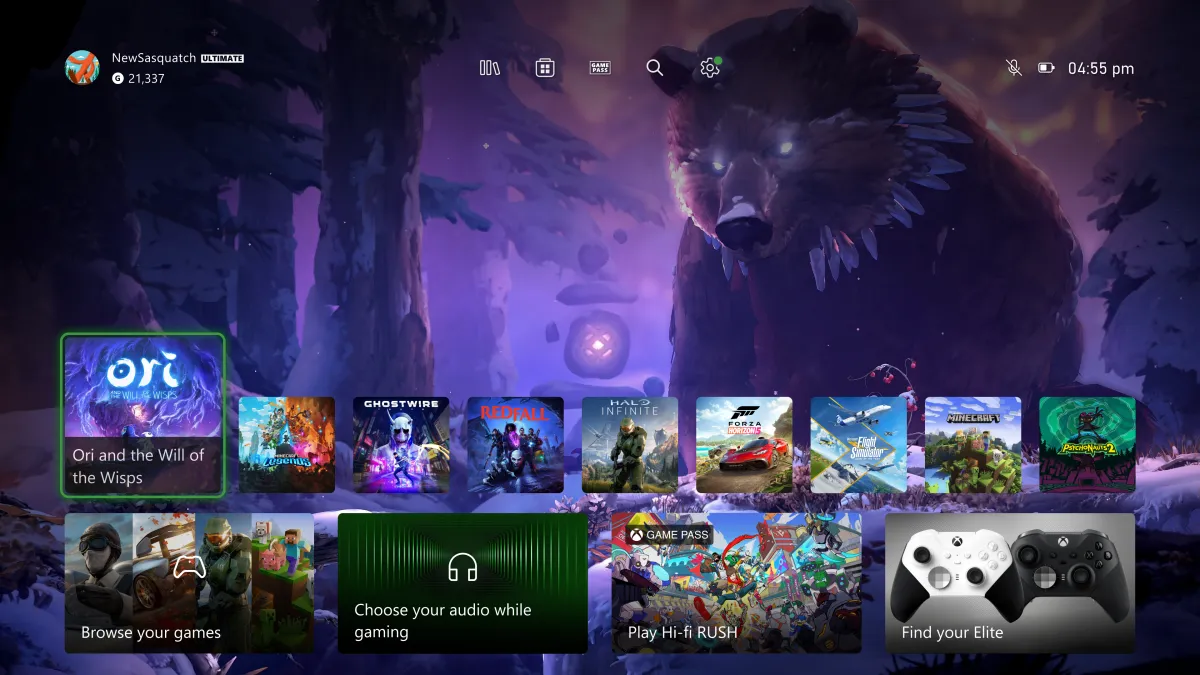 NewSasquatch ULTIMATE
G 21,337
GAME PASS
04:55 pm
ori
AND THE WILL OF THE WISPS
Ori and the Will of
the Wisps
MINECRAFT
LEGENDS
GHOSTWIRE
REDFALL
HALO
INFINITE
FORZA
HORIZON 5
Flight
Simulator
MINECRAFT
PSYCHONAUTS 2
Browse your games
Choose your audio while
gaming
GAME PASS
Play Hi-fi RUSH
Find your Elite